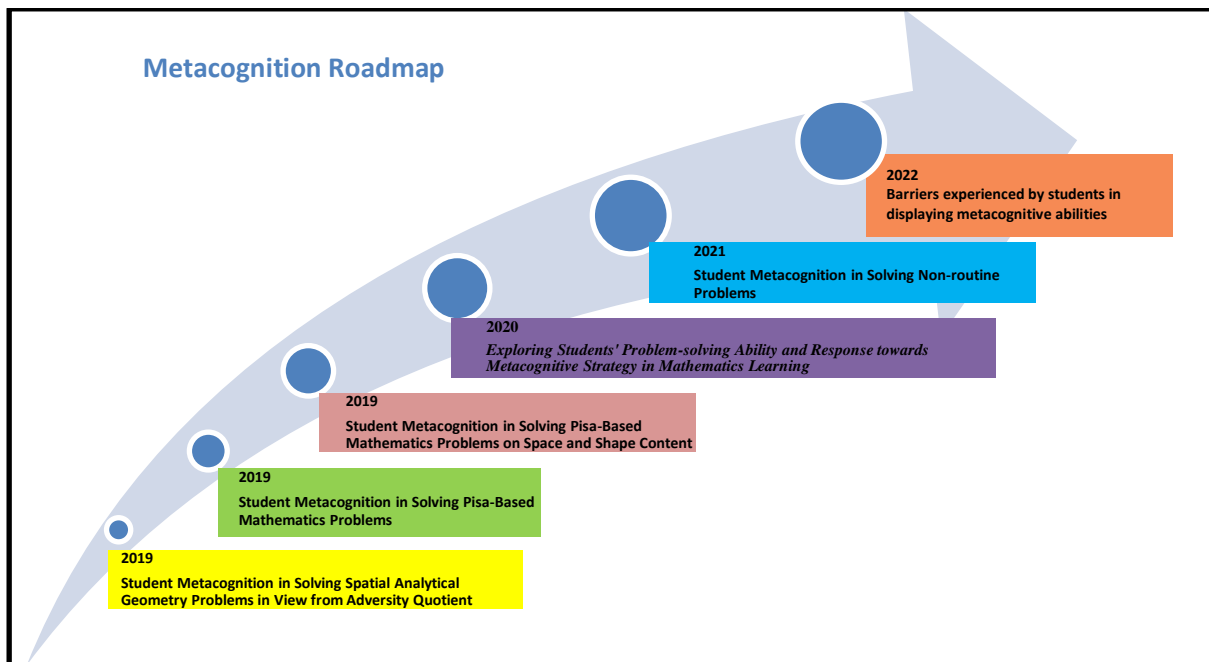 Metacognition Roadmap
2022
Barriers experienced by students in
displaying metacognitive abilities
2021
Student Metacognition in Solving Non-routine
Problems
2020
Exploring Students' Problem-solving Ability and Response towards
Metacognitive Strategy in Mathematics Learning
2019
Student Metacognition in Solving Pisa-Based
Mathematics Problems on Space and Shape Content
2019
Student Metacognition in Solving Pisa-Based
Mathematics Problems
2019
Student Metacognition in Solving Spatial Analytical
Geometry Problems in View from Adversity Quotient